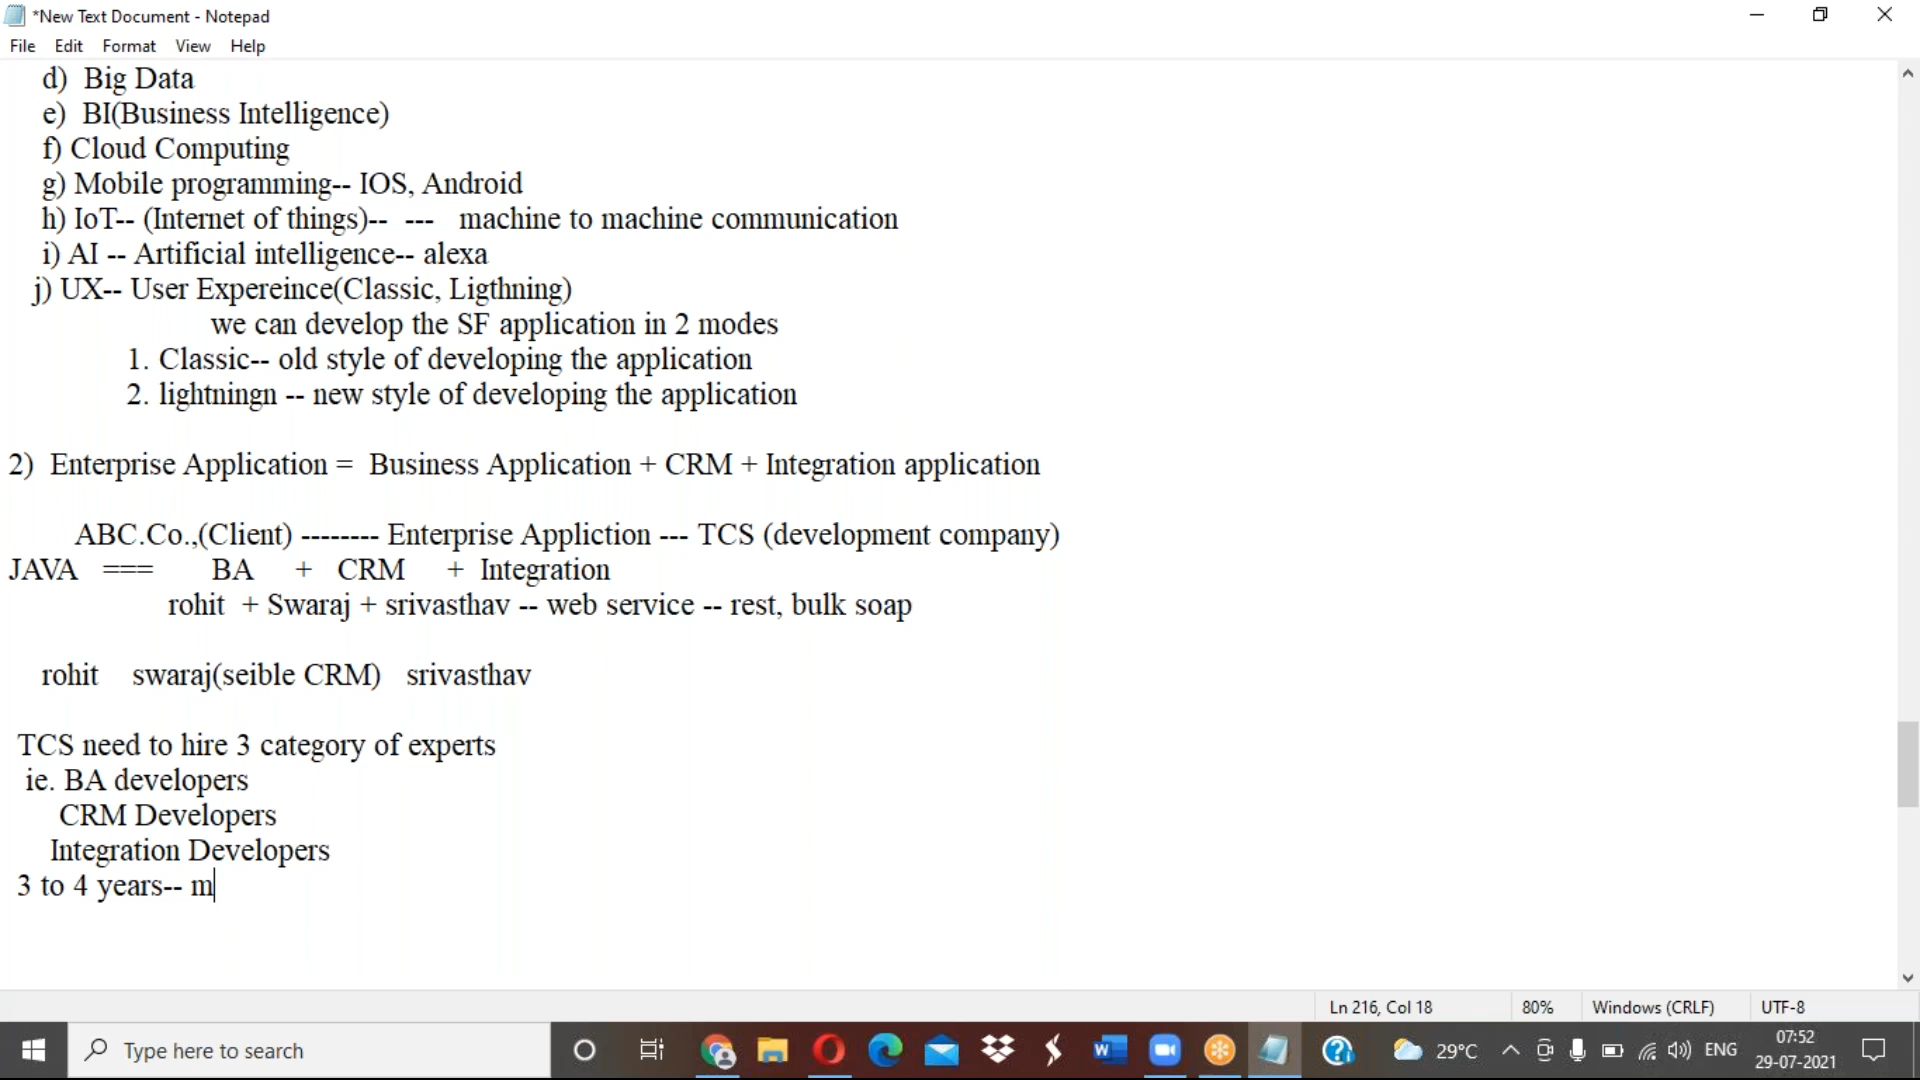 *New Text Document - Notepad
File Edit Format View Help
d) Big Data
e) BI(Business Intelligence)
f) Cloud Computing
g) Mobile programming-- IOS, Android
h) IoT-- (Internet of things)-- --- machine to machine communication
i) AI -- Artificial intelligence-- alexa
j) UX-- User Expereince(Classic, Ligthning)
we can develop the SF application in 2 modes
1. Classic-- old style of developing the application
2. lightningn -- new style of developing the application
2) Enterprise Application = Business Application + CRM + Integration application
ABC.Co.,(Client) -------- Enterprise Appliction --- TCS (development company)
JAVA === BA + CRM + Integration
rohit + Swaraj + srivasthav -- web service -- rest, bulk soap
rohit swaraj(seible CRM) srivasthav
TCS need to hire 3 category of experts
ie. BA developers
CRM Developers
Integration Developers
3 to 4 years-- m
Ln 216, Col 18 80% Windows (CRLF) UTF-8
Type here to search 29°C ENG 07:52
29-07-2021